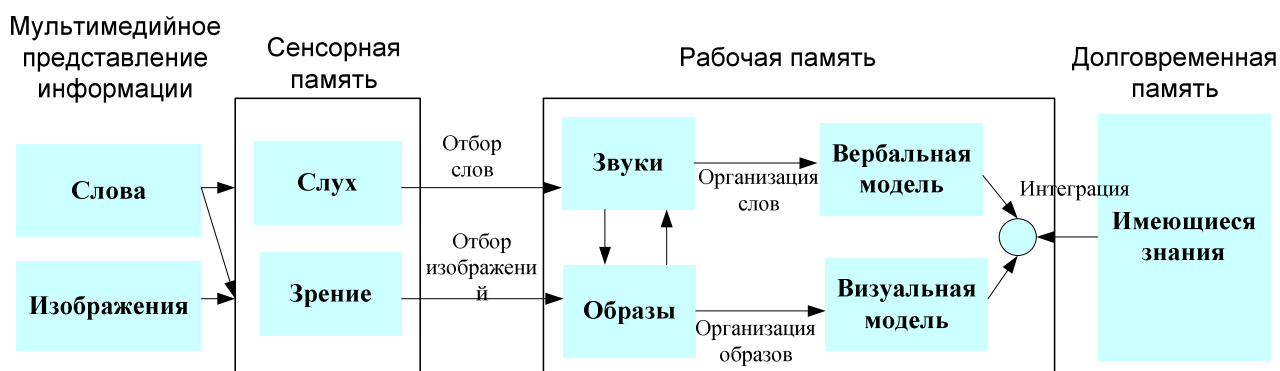 Мультимедийное
представление
информации
Сенсорная
память
Рабочая память
Долговременная
память
Слова
Изображения
Слух
Зрение
Отбор
слов
Отбор
изображени
й
Звуки
Образы
Организация
слов
Организация
образов
Вербальная
модель
Визуальная
модель
Интеграция
Имеющиеся
знания